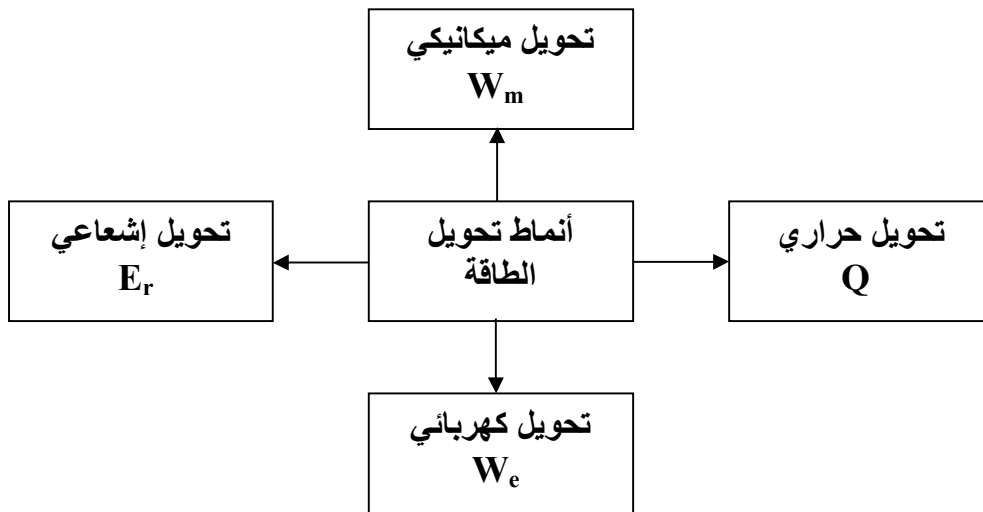 تحويل ميكانيكي
Wm
تحويل حراري
Q
أنماط تحويل
الطاقة
تحويل إشعاعي
Er
تحويل كهربائي
We